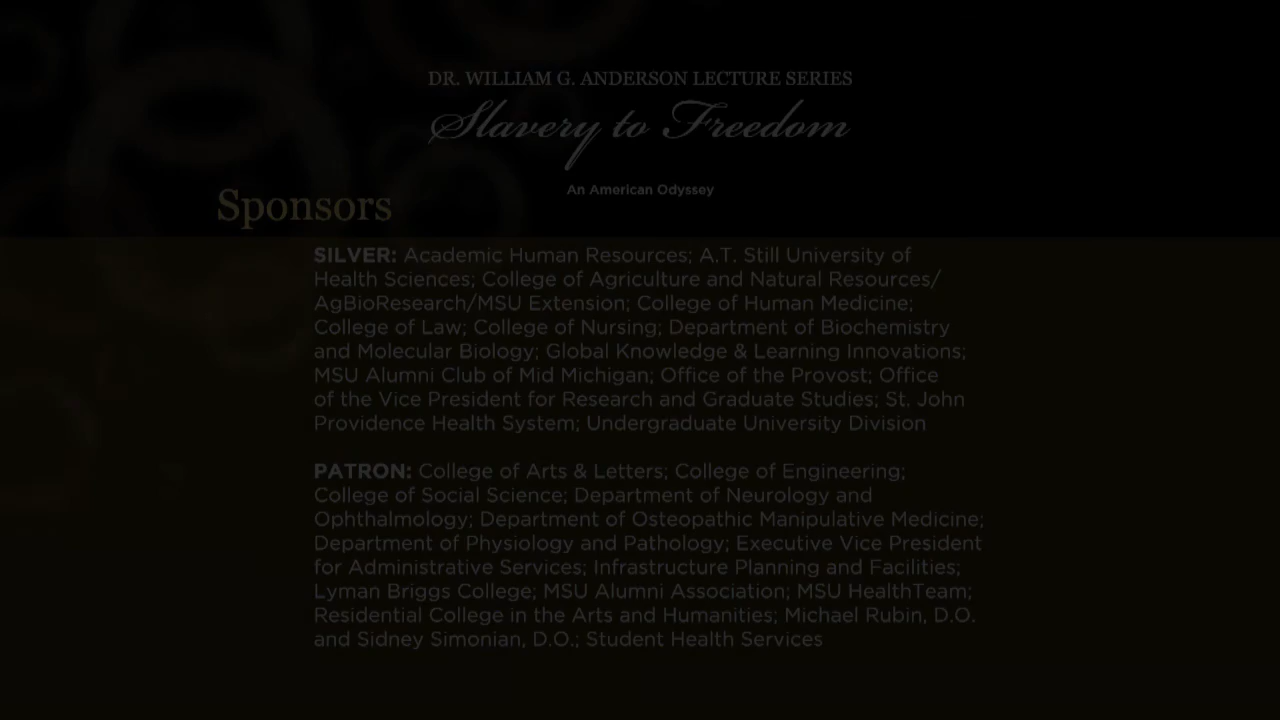 DR. WILLIAM G. ANDERSON LECTURE SERIES
Slavery to Freedom
An American Odyssey
Sponsors
SILVER: Academic Human Resources; A.T. Still University of
Health Sciences; College of Agriculture and Natural Resources/
AgBioResearch/MSU Extension; College of Human Medicine;
College of Law; College of Nursing; Department of Biochemistry
and Molecular Biology; Global Knowledge & Learning Innovations;
MSU Alumni Club of Mid Michigan; Office of the Provost; Office
of the Vice President for Research and Graduate Studies; St. John
Providence Health System; Undergraduate University Division
PATRON: College of Arts & Letters; College of Engineering;
College of Social Science; Department of Neurology and
Ophthalmology; Department of Osteopathic Manipulative Medicine;
Department of Physiology and Pathology; Executive Vice President
for Administrative Services; Infrastructure Planning and Facilities;
Lyman Briggs College; MSU Alumni Association; MSU HealthTeam;
Residential College in the Arts and Humanities; Michael Rubin, D.O.
and Sidney Simonian, D.O.; Student Health Services